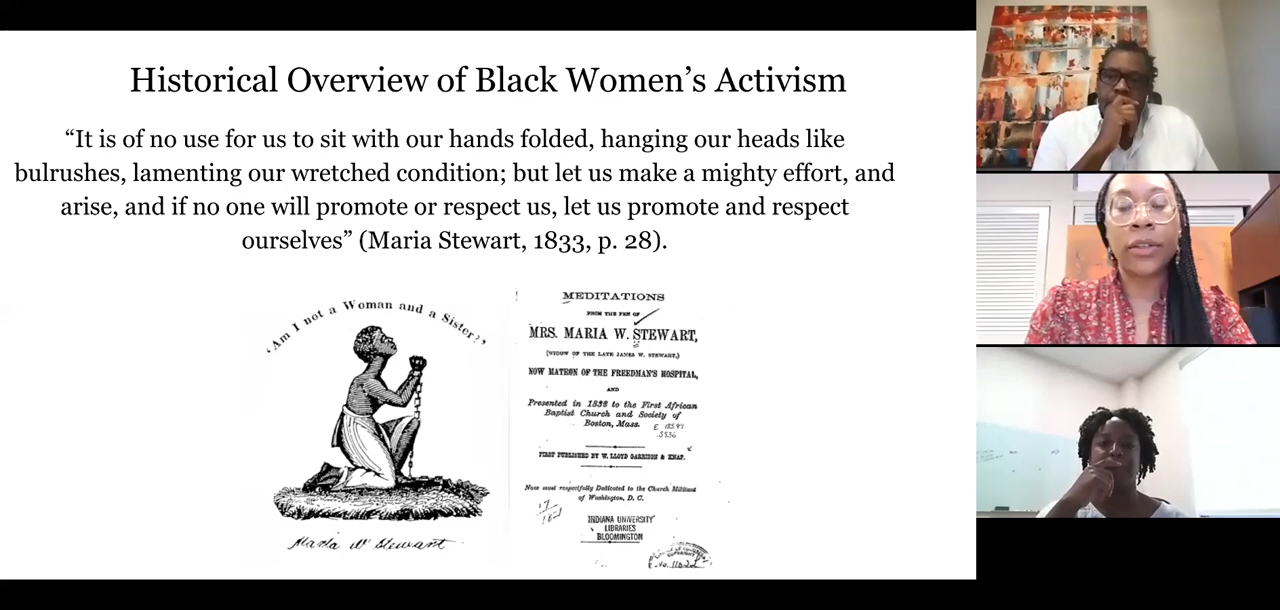 Historical Overview of Black Women’s Activism
“It is of no use for us to sit with our hands folded, hanging our heads like
bulrushes, lamenting our wretched condition; but let us make a mighty effort, and
arise, and if no one will promote or respect us, let us promote and respect
ourselves” (Maria Stewart, 1833, p. 28).
"Am I not a Woman and a Sister?"
Maria W Stewart
MEDITATIONS
FROM THE PEN OF
MRS. MARIA W. STEWART,
(WIDOW OF THE LATE JAMES W. STEWART,)
NOW MATRON OF THE FREEDMAN'S HOSPITAL,
AND
Presented in 1832 to the First African
Baptist Church and Society of
Boston, Mass.
FIRST PUBLISHED BY W. LLOYD GARRISON & KNAP.
Now most respectfully Dedicated to the Church Militant
of Washington, D. C.
INDIANA UNIVERSITY
LIBRARIES
BLOOMINGTON